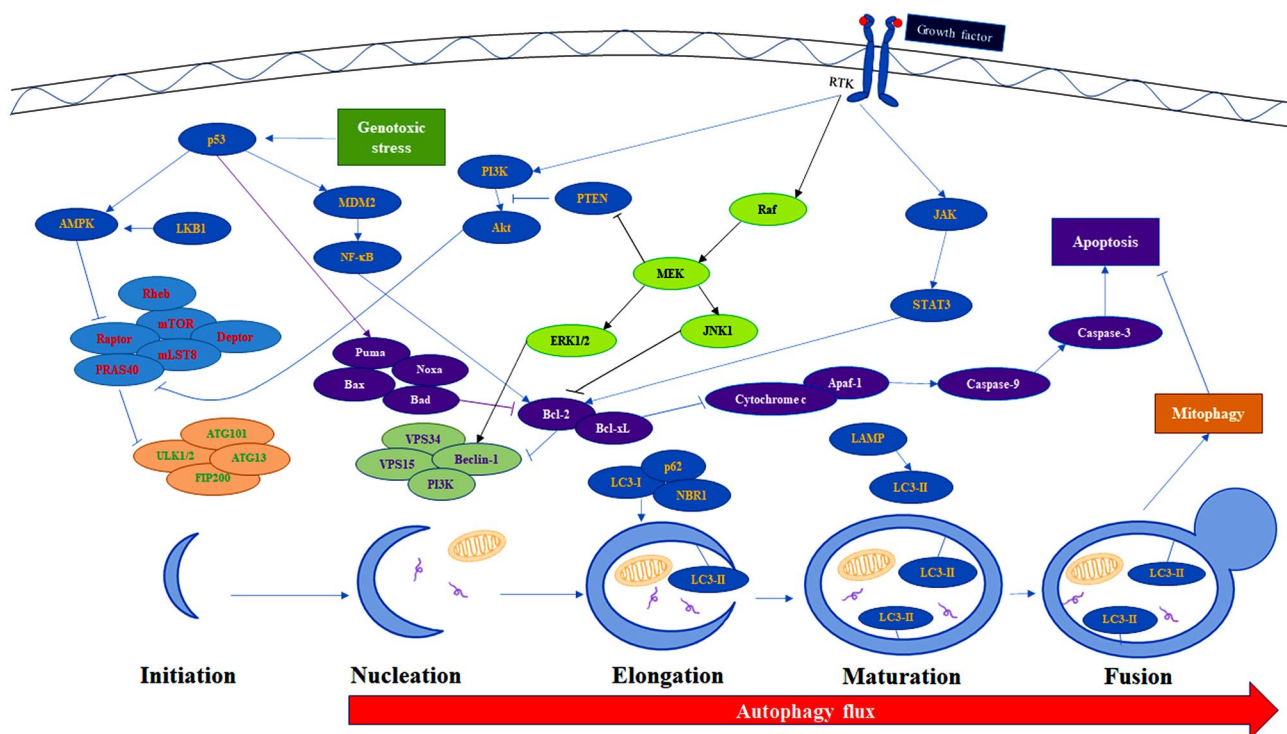 Growth factor
RTK
Genotoxic
stress
p53
PI3K
PTEN
MDM2
Raf
JAK
AMPK
LKB1
Akt
NF-κB
Apoptosis
MEK
Rheb
STAT3
mTOR
Raptor
Deptor
JNK1
Caspase-3
ERK1/2
mLST8
PRAS40
Puma
Noxa
Bax
Bad
Apaf-1
Caspase-9
Cytochrome c
Bcl-2
Bcl-xL
Mitophagy
ATG101
ULK1/2
ATG13
FIP200
VPS34
VPS15
Beclin-1
PI3K
LAMP
p62
LC3-I
NBR1
LC3-II
LC3-II
LC3-II
LC3-II
LC3-II
LC3-II
Initiation
Nucleation
Elongation
Maturation
Fusion
Autophagy flux